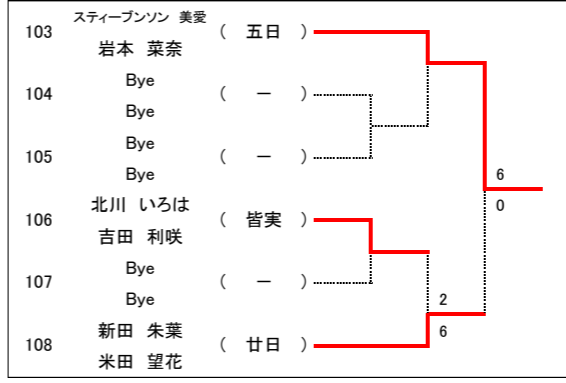 スティーブンソン 美愛
103 ( 五日 )
岩本 菜奈
Bye
104 ( ー )
Bye
Bye
105 ( ー )
Bye
6
0
北川 いろは
106 ( 皆実 )
吉田 利咲
Bye
107 ( ー )
Bye
2
6
新田 朱葉
108 ( 廿日 )
米田 望花